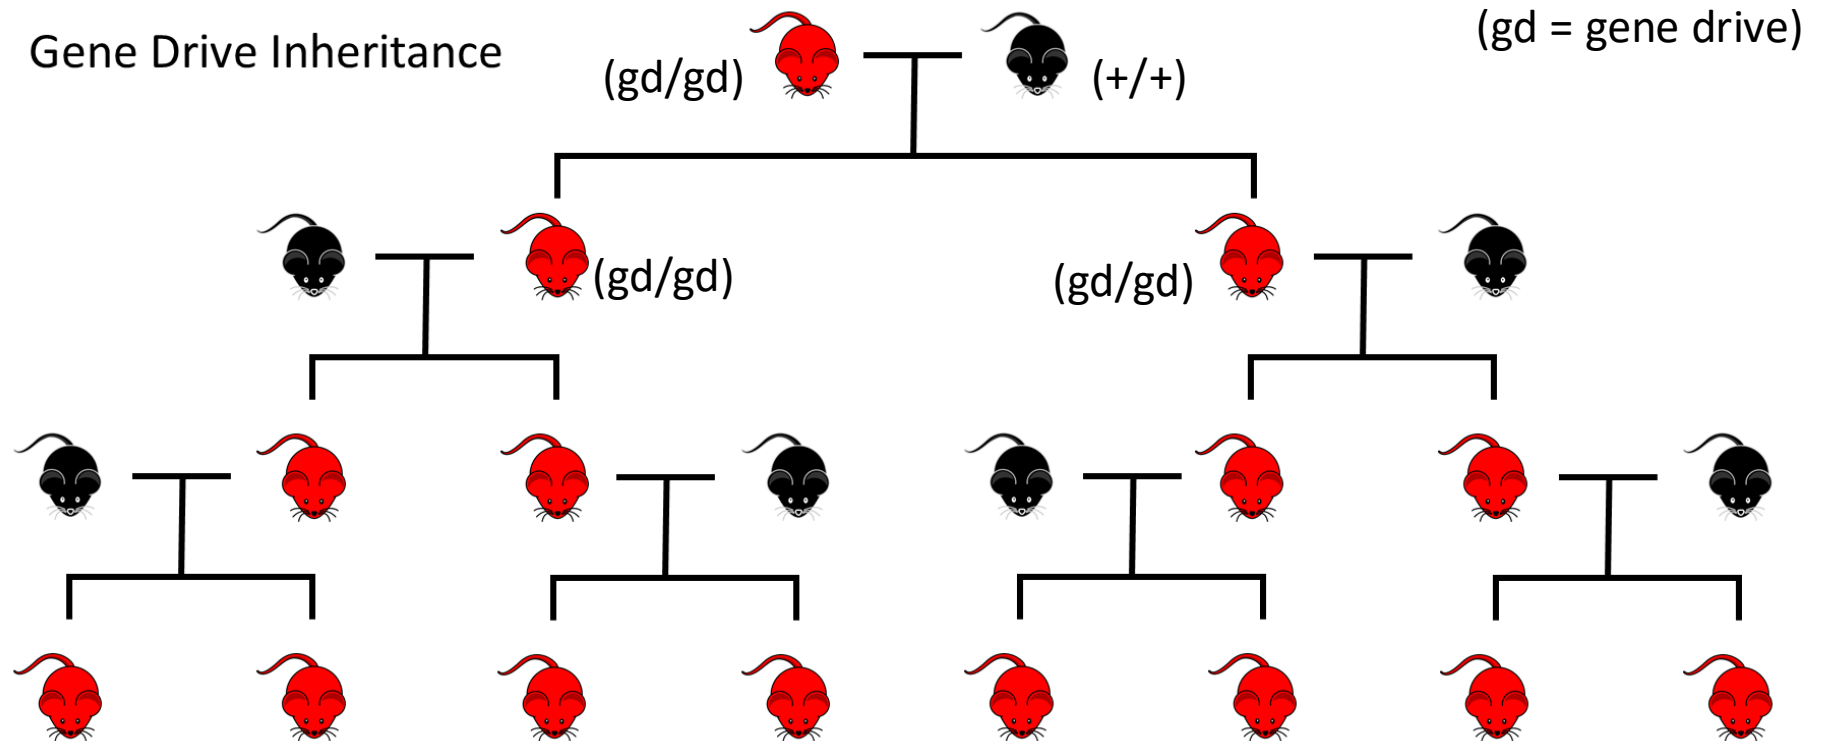 Gene Drive Inheritance
(gd = gene drive)
(gd/gd)
(+/+)
(gd/gd)
(gd/gd)